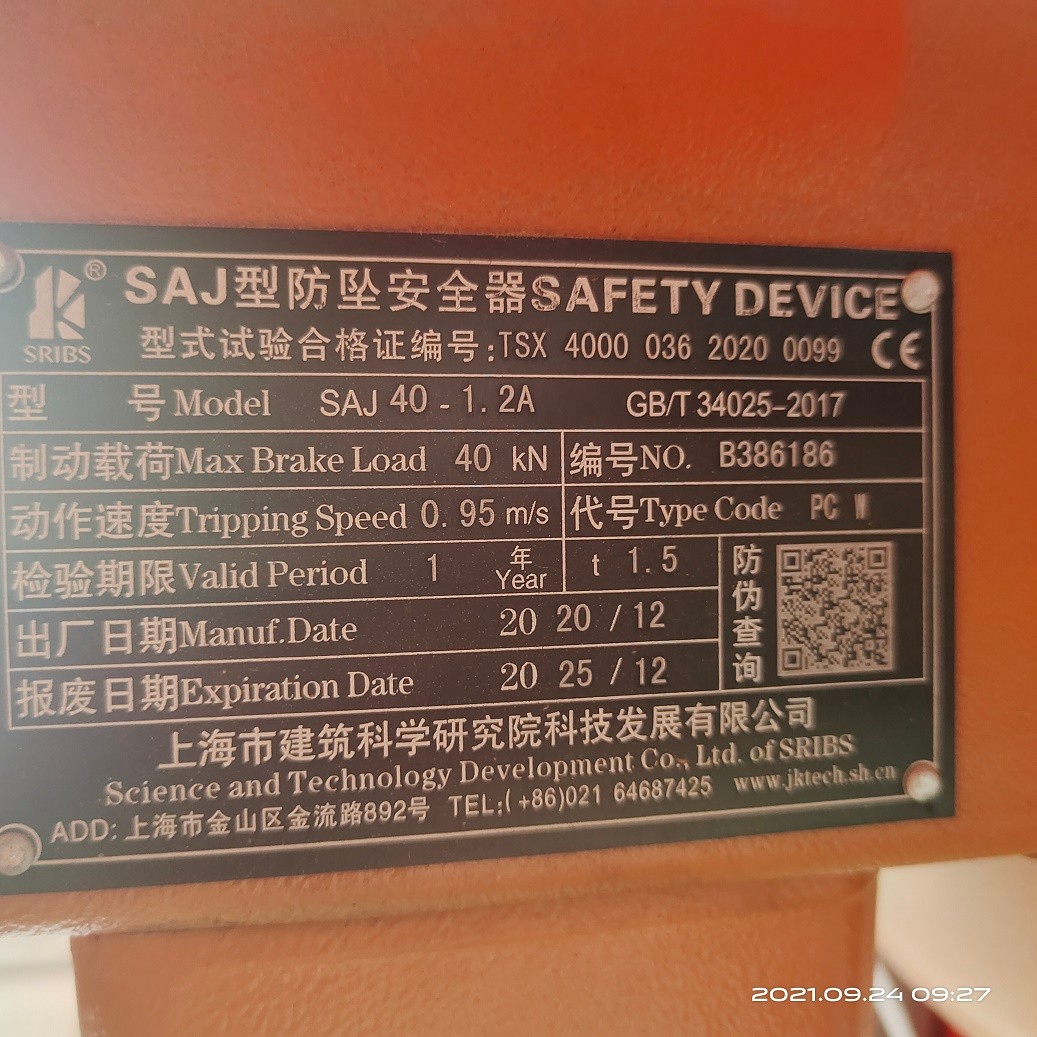 SAJ型防坠安全器SAFETY DEVICE
®
SRIBS
型式试验合格证编号:TSX 4000 036 2020 0099 CE
型 号Model SAJ 40 - 1.2A GB/T 34025-2017
制动载荷Max Brake Load 40 kN 编号NO. B386186
动作速度Tripping Speed 0.95 m/s 代号Type Code PC W
检验期限Valid Period 1 年 Year t 1.5
防伪查询
出厂日期Manuf.Date 20 20 / 12
报废日期Expiration Date 20 25 / 12
上海市建筑科学研究院科技发展有限公司
Science and Technology Development Co., Ltd. of SRIBS
ADD: 上海市金山区金流路892号 TEL:(+86)021 64687425 www.jktech.sh.cn
2021.09.24 09:27